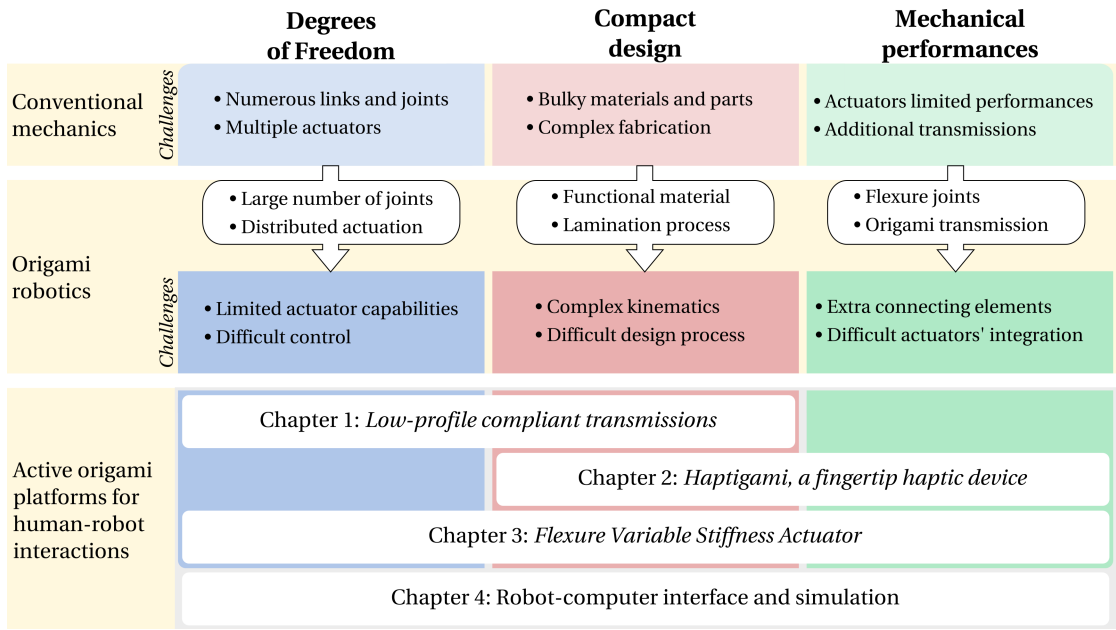 Degrees
of Freedom
Compact
design
Mechanical
performances
Conventional
mechanics
Challenges
• Numerous links and joints
• Multiple actuators
• Bulky materials and parts
• Complex fabrication
• Actuators limited performances
• Additional transmissions
Origami
robotics
• Large number of joints
• Distributed actuation
• Functional material
• Lamination process
• Flexure joints
• Origami transmission
Challenges
• Limited actuator capabilities
• Difficult control
• Complex kinematics
• Difficult design process
• Extra connecting elements
• Difficult actuators' integration
Active origami
platforms for
human-robot
interactions
Chapter 1: Low-profile compliant transmissions
Chapter 2: Haptigami, a fingertip haptic device
Chapter 3: Flexure Variable Stiffness Actuator
Chapter 4: Robot-computer interface and simulation